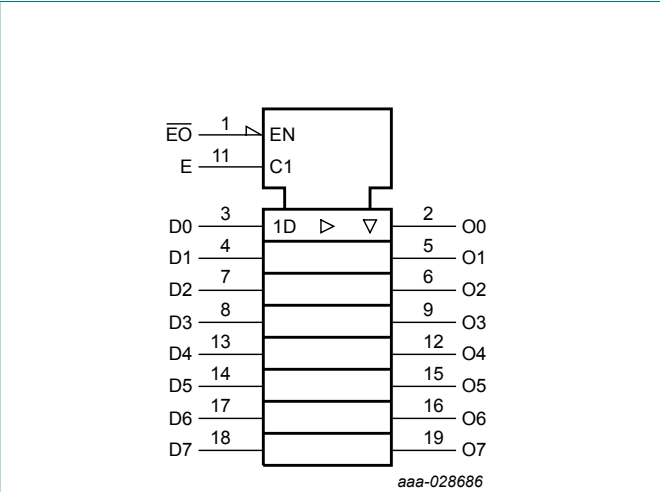 EO 1 EN
E 11 C1
D0 3 1D 2 O0
D1 4 5 O1
D2 7 6 O2
D3 8 9 O3
D4 13 12 O4
D5 14 15 O5
D6 17 16 O6
D7 18 19 O7
aaa-028686